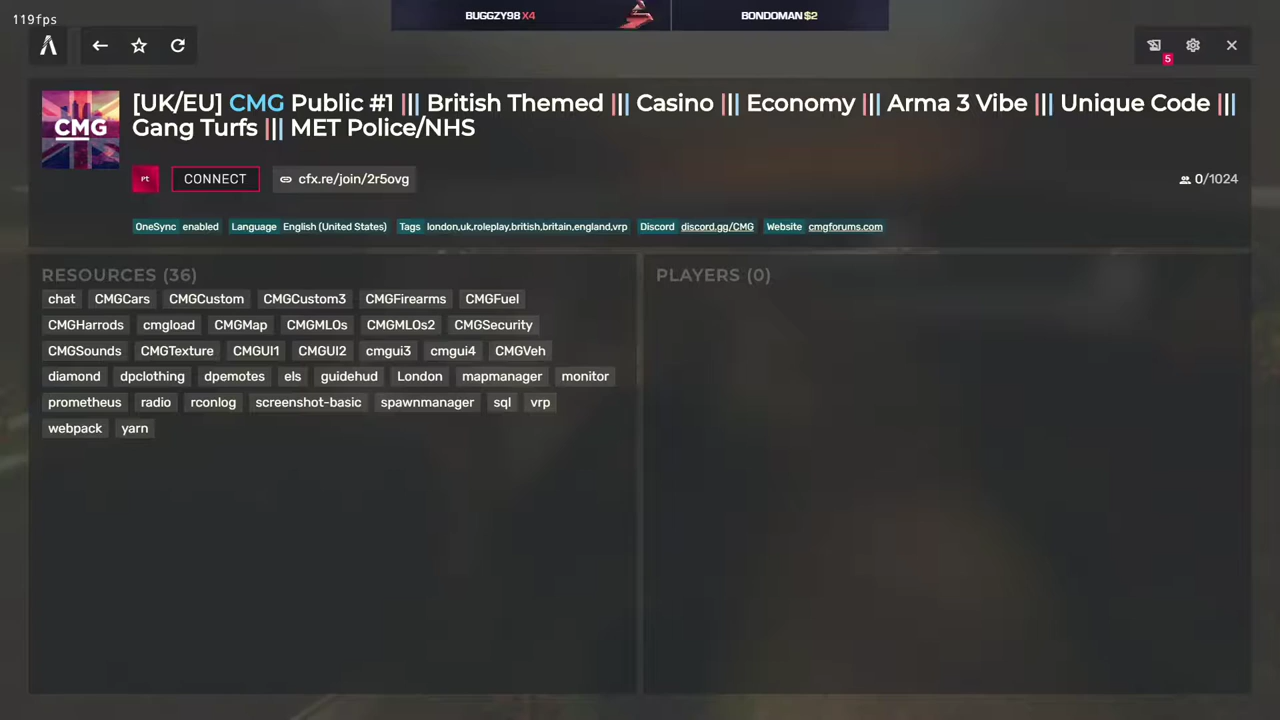 119fps
BUGGZY98 X4
BONDOMAN $2
5
CMG
[UK/EU] CMG Public #1 ||| British Themed ||| Casino ||| Economy ||| Arma 3 Vibe ||| Unique Code |||
Gang Turfs ||| MET Police/NHS
Pt
CONNECT
cfx.re/join/2r5ovg
0/1024
OneSync enabled
Language English (United States)
Tags london,uk,roleplay,british,britain,england,vrp
Discord discord.gg/CMG
Website cmgforums.com
RESOURCES (36)
chat CMGCars CMGCustom CMGCustom3 CMGFirearms CMGFuel
CMGHarrods cmgload CMGMap CMGMLOs CMGMLOs2 CMGSecurity
CMGSounds CMGTexture CMGUI1 CMGUI2 cmgui3 cmgui4 CMGVeh
diamond dpclothing dpemotes els guidehud London mapmanager monitor
prometheus radio rconlog screenshot-basic spawnmanager sql vrp
webpack yarn
PLAYERS (0)